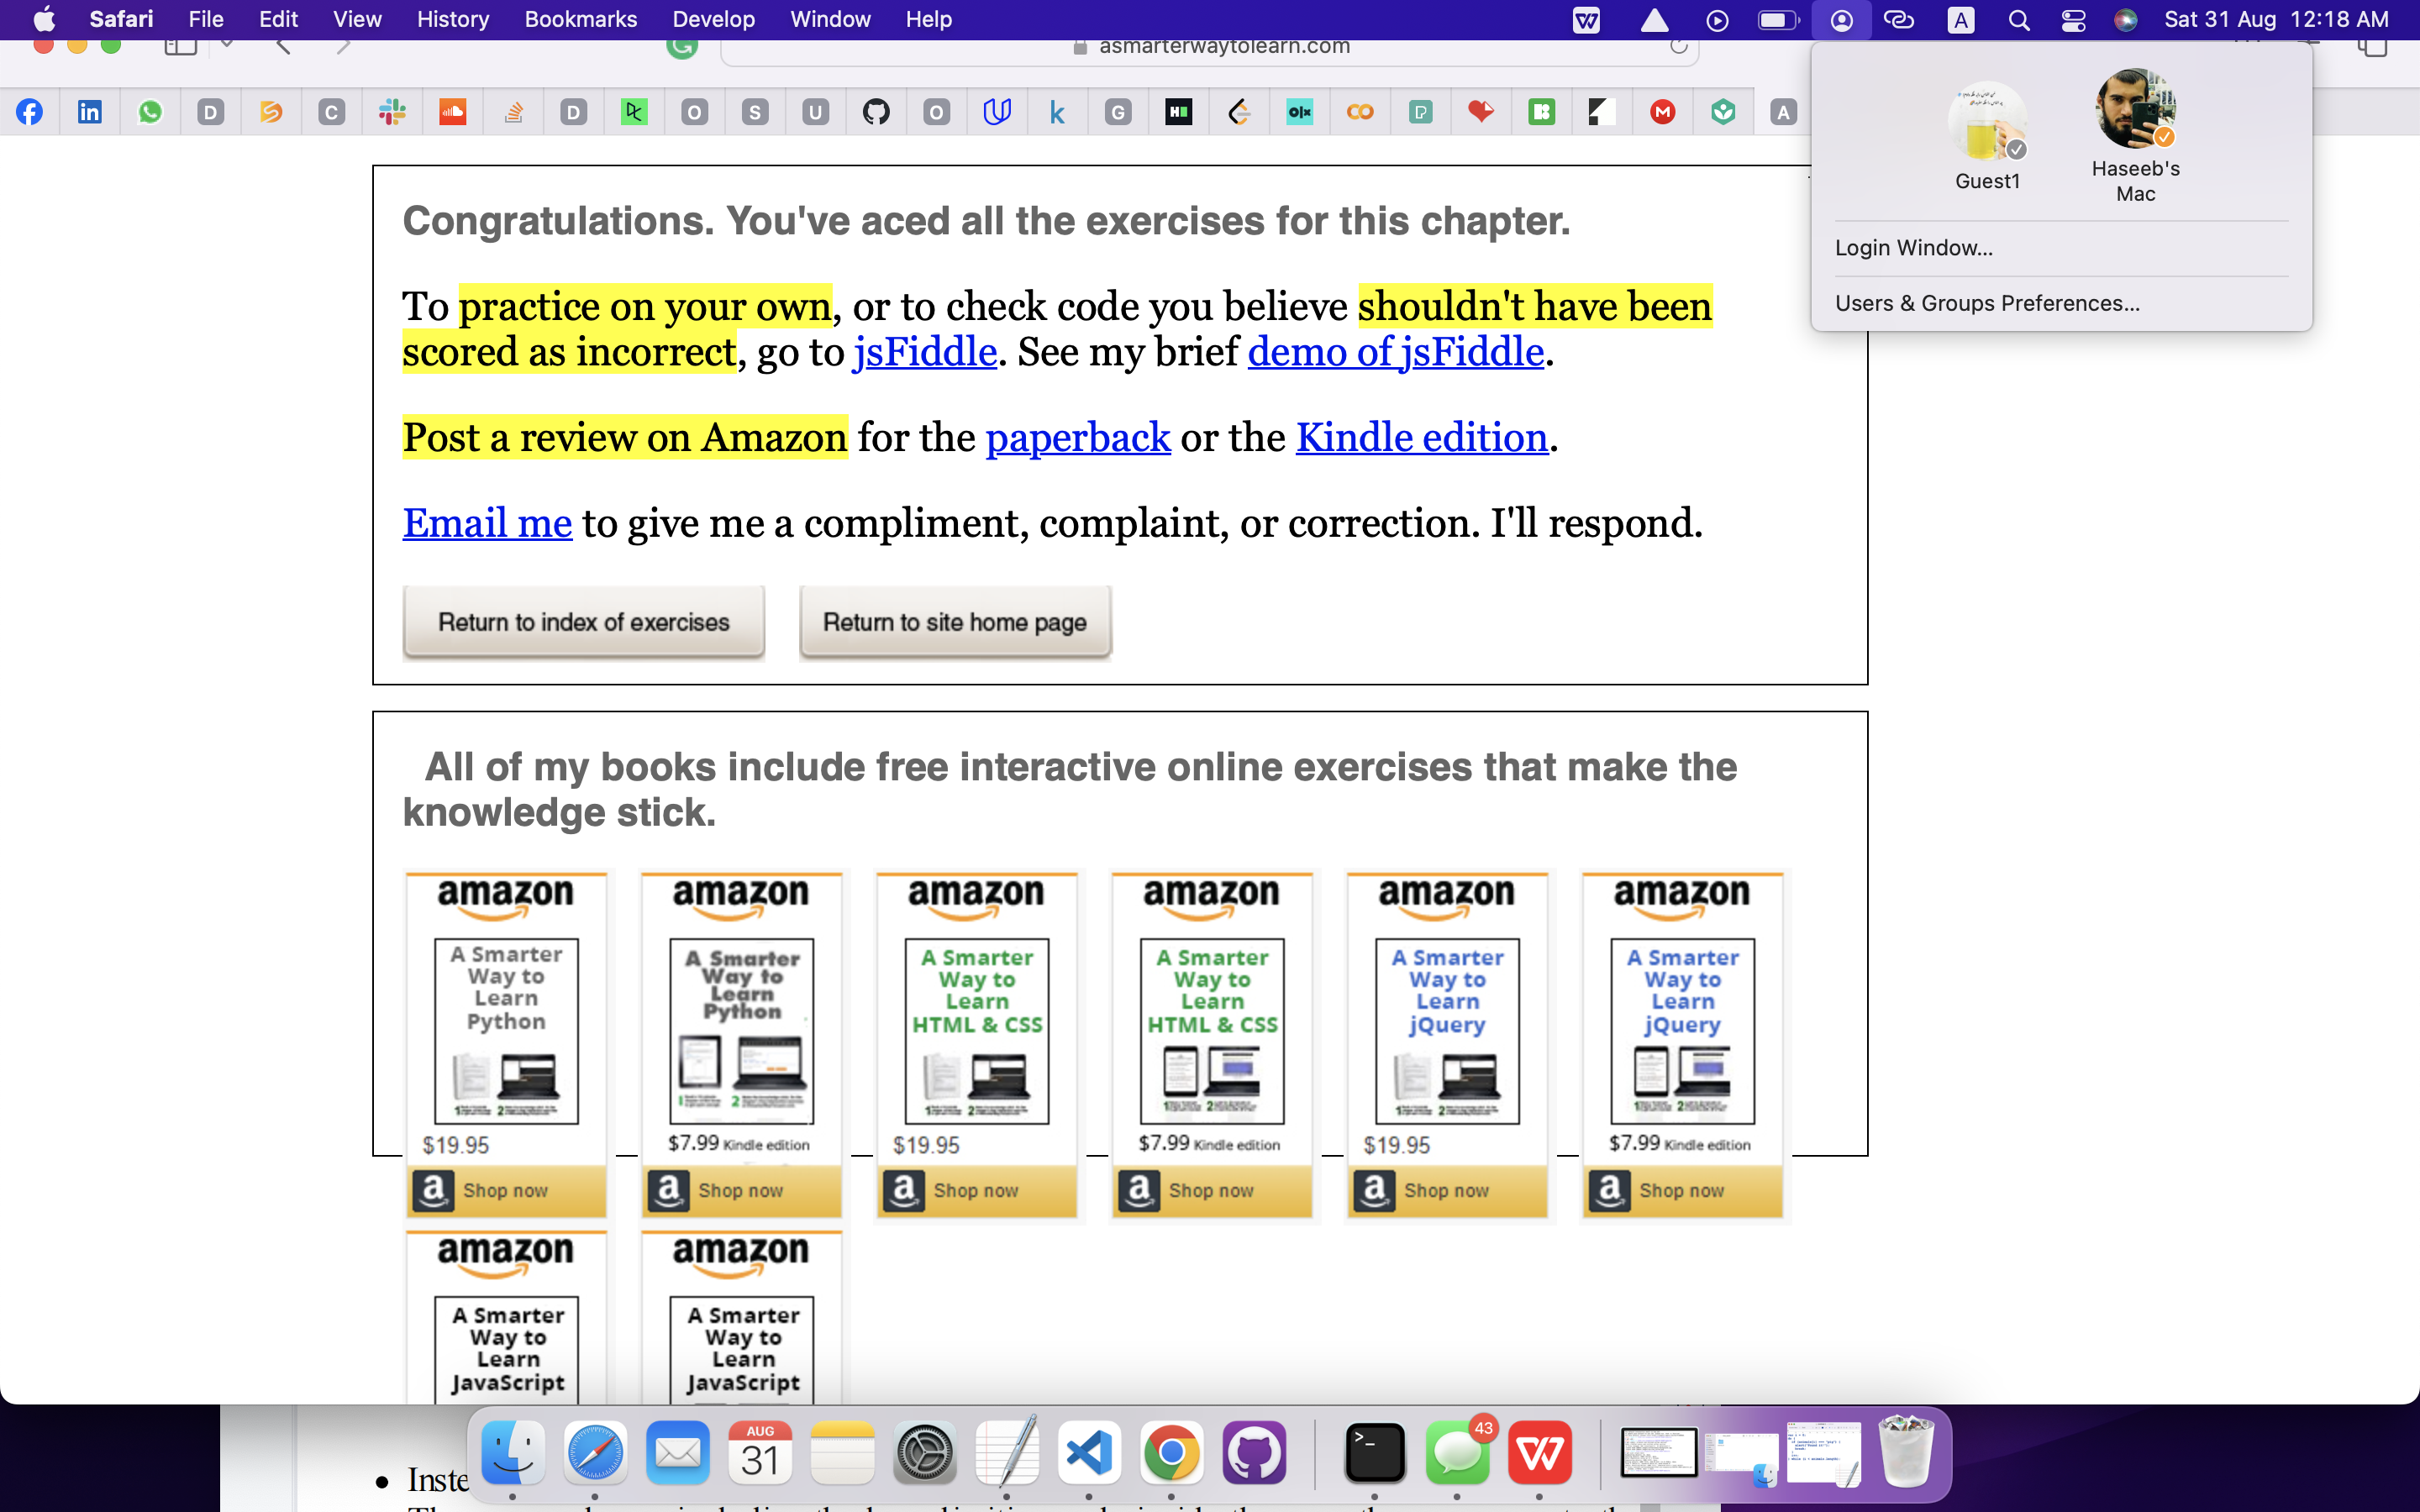 Safari File Edit View History Bookmarks Develop Window Help
A
Sat 31 Aug 12:18 AM
asmarterwaytolearn.com
D C D O S U O k G olx P M A
Guest1
Haseeb's
Mac
Login Window...
Users & Groups Preferences...
Congratulations. You've aced all the exercises for this chapter.
To practice on your own, or to check code you believe shouldn't have been
scored as incorrect, go to jsFiddle. See my brief demo of jsFiddle.
Post a review on Amazon for the paperback or the Kindle edition.
Email me to give me a compliment, complaint, or correction. I'll respond.
Return to index of exercises
Return to site home page
All of my books include free interactive online exercises that make the
knowledge stick.
amazon
A Smarter
Way to
Learn
Python
$19.95
a Shop now
amazon
A Smarter
Way to
Learn
Python
$7.99 Kindle edition
a Shop now
amazon
A Smarter
Way to
Learn
HTML & CSS
$19.95
a Shop now
amazon
A Smarter
Way to
Learn
HTML & CSS
$7.99 Kindle edition
a Shop now
amazon
A Smarter
Way to
Learn
jQuery
$19.95
a Shop now
amazon
A Smarter
Way to
Learn
jQuery
$7.99 Kindle edition
a Shop now
amazon
A Smarter
Way to
Learn
JavaScript
amazon
A Smarter
Way to
Learn
JavaScript
AUG
31
43
• Inste